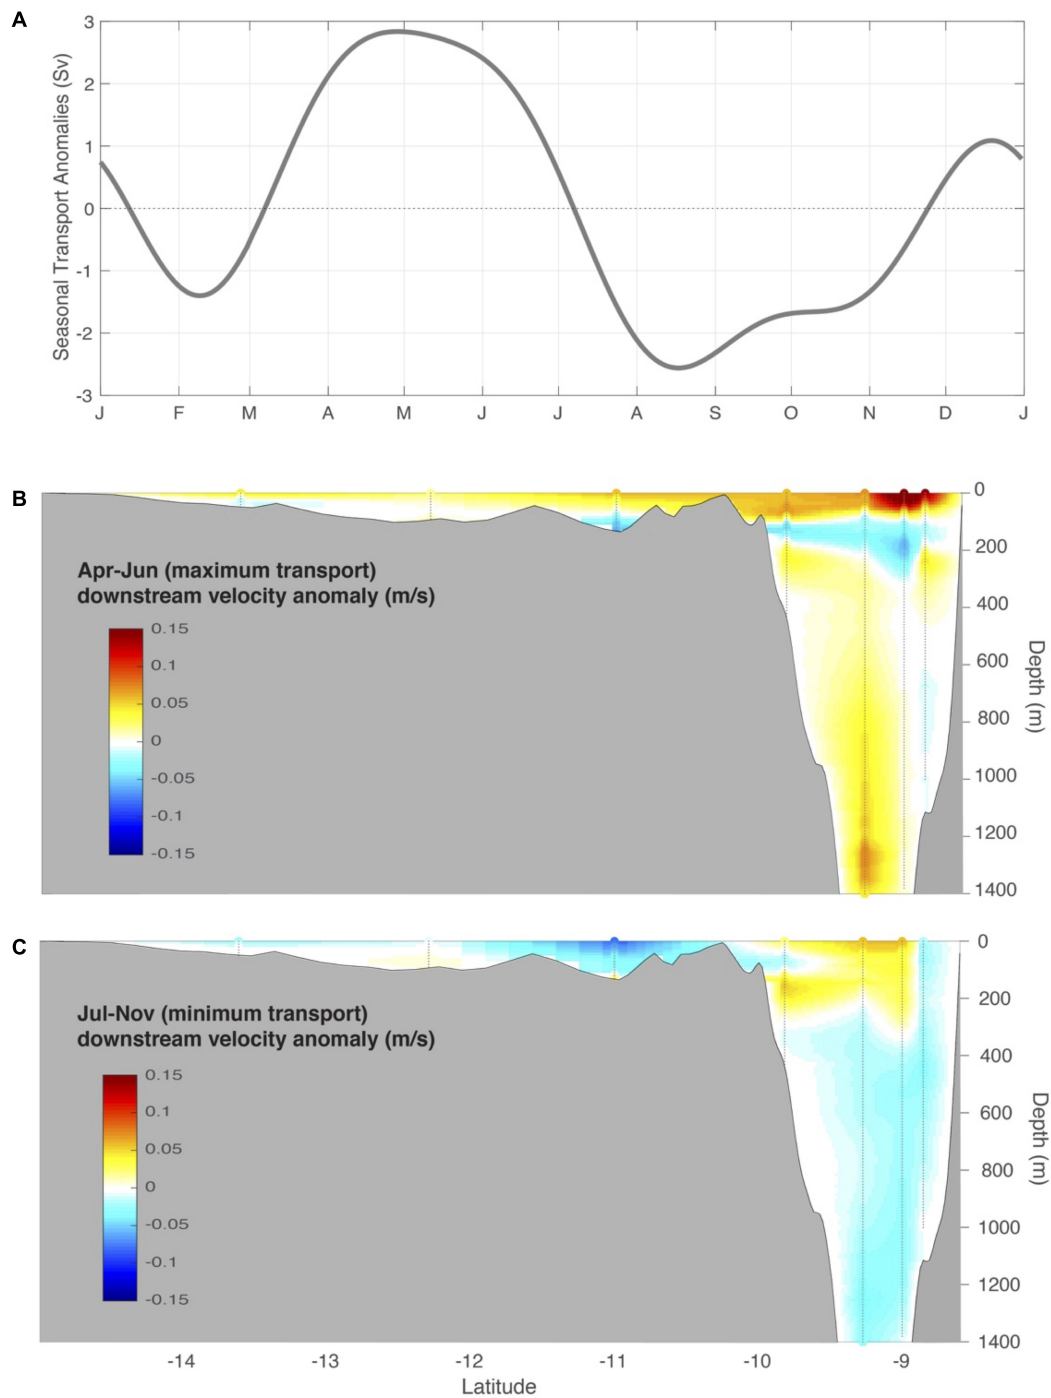 A
Seasonal Transport Anomalies (Sv)
3
2
1
0
-1
-2
-3
J F M A M J J A S O N D J
B
Apr-Jun (maximum transport)
downstream velocity anomaly (m/s)
0.15
0.1
0.05
0
-0.05
-0.1
-0.15
0
200
400
600
800
1000
1200
1400
Depth (m)
C
Jul-Nov (minimum transport)
downstream velocity anomaly (m/s)
0.15
0.1
0.05
0
-0.05
-0.1
-0.15
0
200
400
600
800
1000
1200
1400
Depth (m)
-14 -13 -12 -11 -10 -9
Latitude